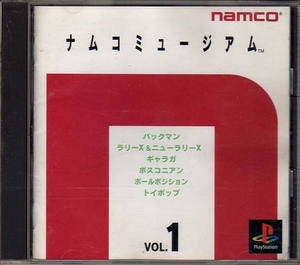 namco
ナムコミュージアム™
パックマン
ラリーX&ニューラリーX
ギャラガ
ボスコニアン
ポールポジション
トイポップ
VOL.1
PlayStation